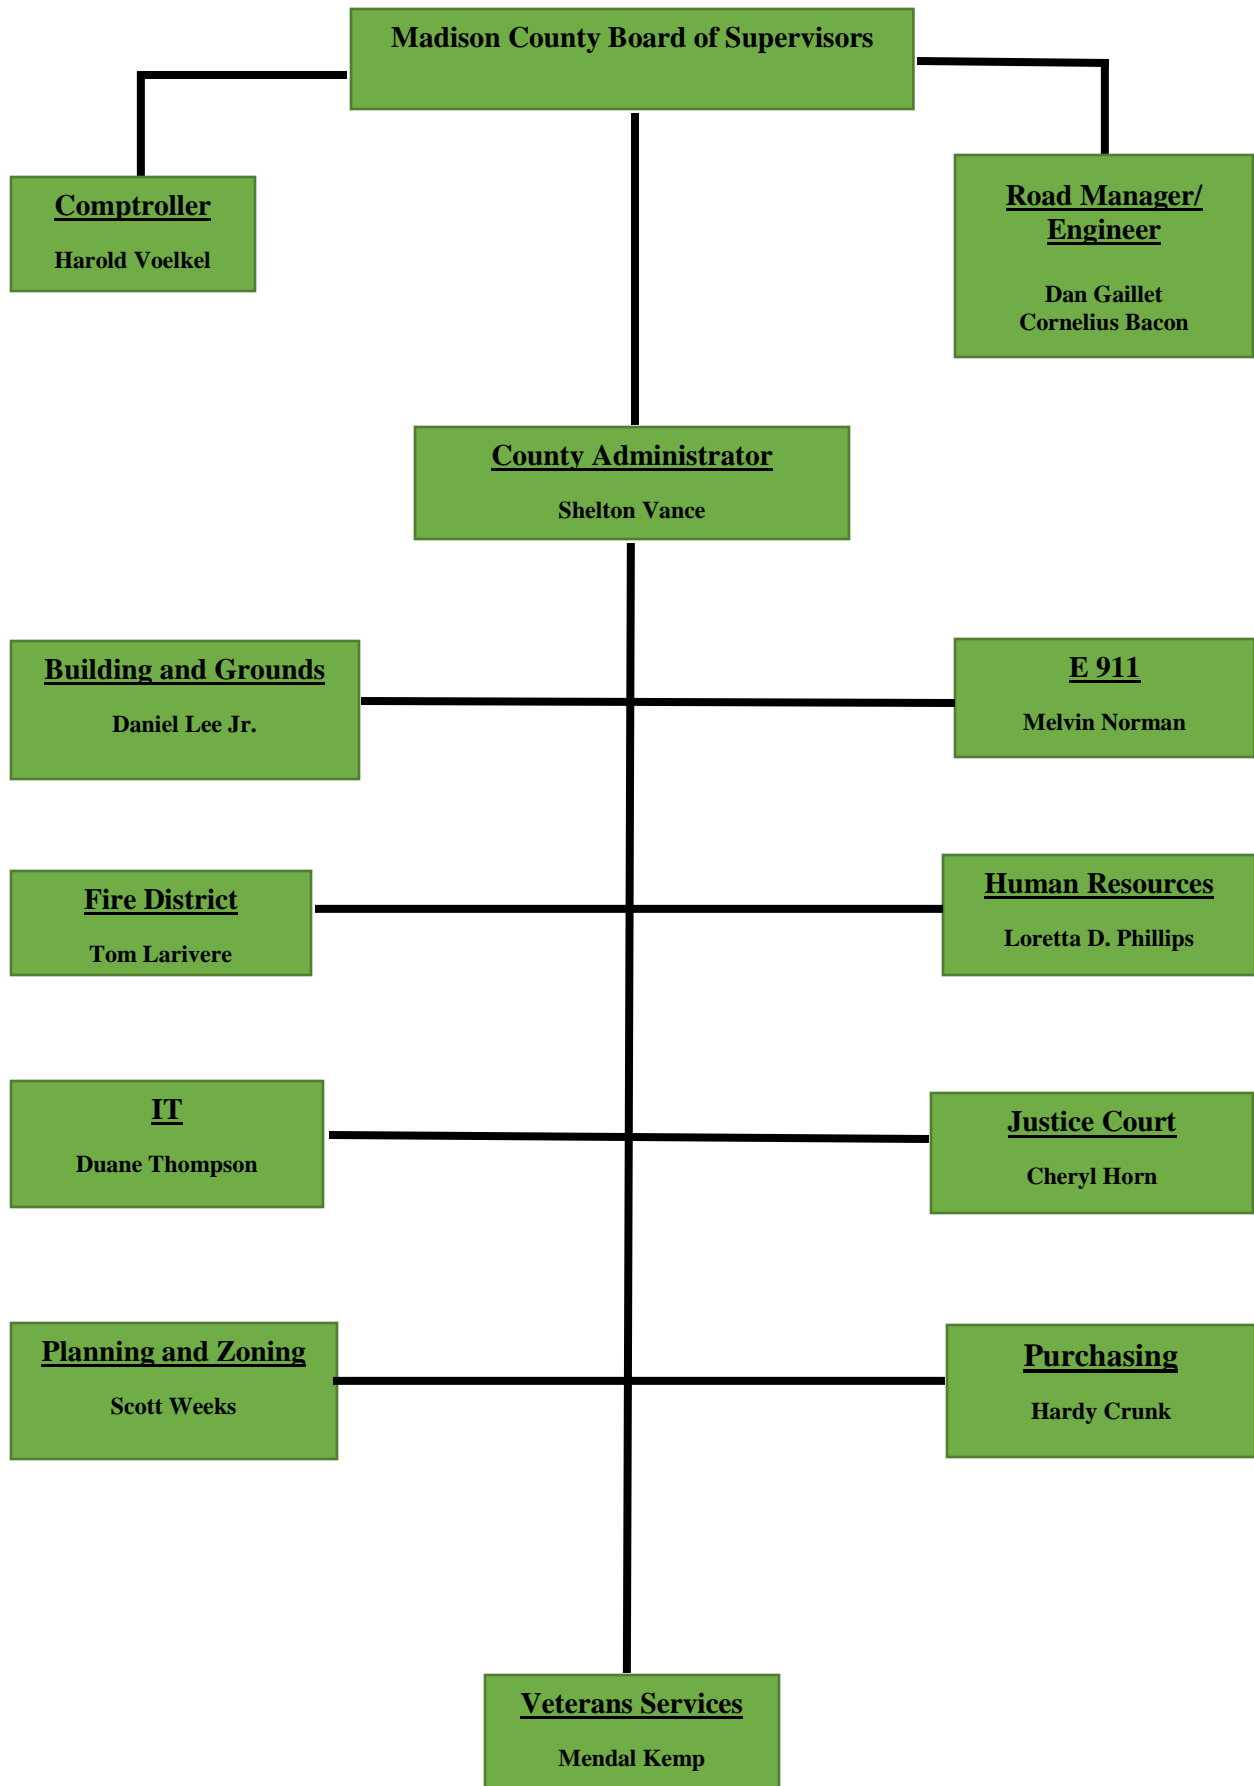 Madison County Board of Supervisors
Comptroller
Harold Voelkel
Road Manager/
Engineer
Dan Gaillet
Cornelius Bacon
County Administrator
Shelton Vance
Building and Grounds
Daniel Lee Jr.
E 911
Melvin Norman
Fire District
Tom Larivere
Human Resources
Loretta D. Phillips
IT
Duane Thompson
Justice Court
Cheryl Horn
Planning and Zoning
Scott Weeks
Purchasing
Hardy Crunk
Veterans Services
Mendal Kemp